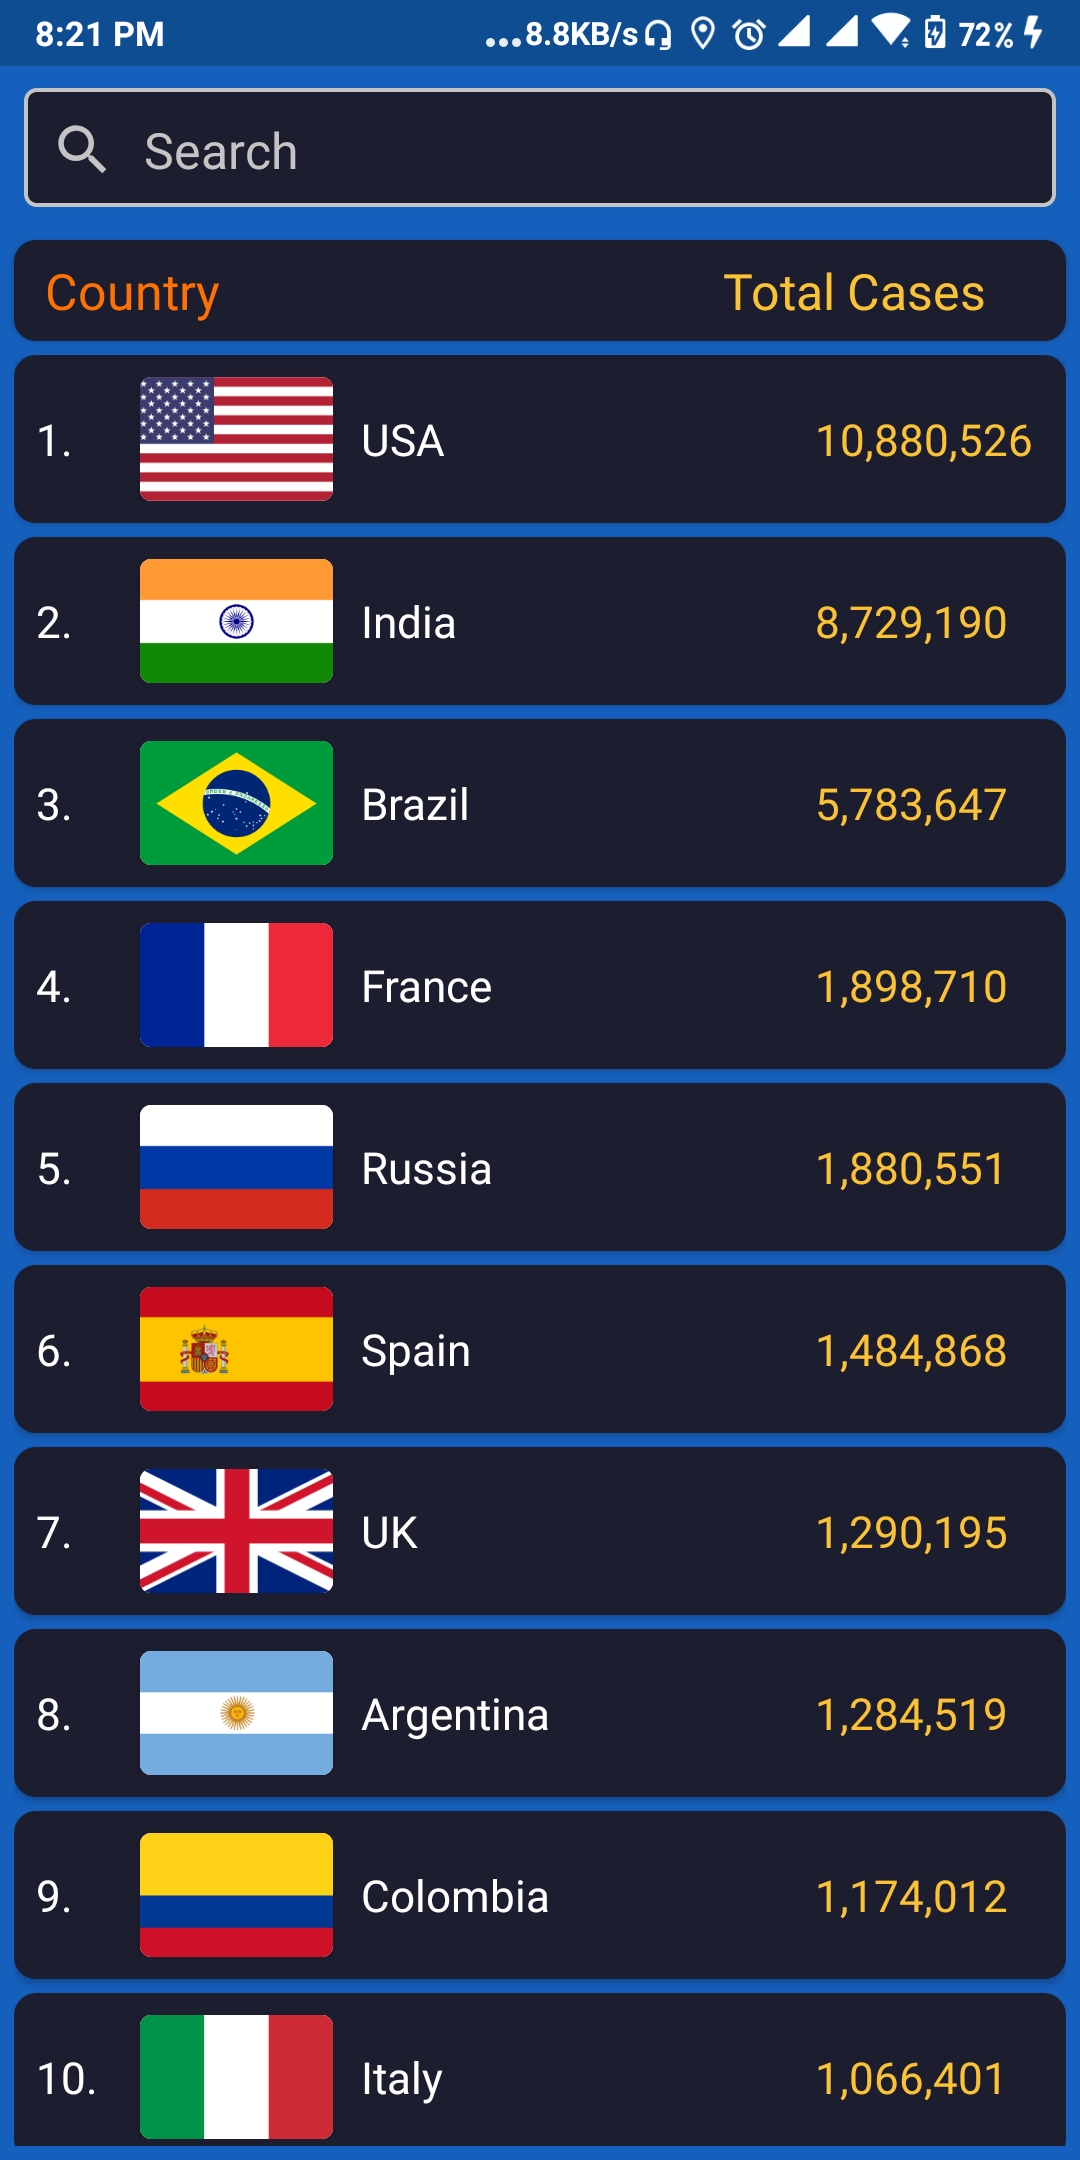 8:21 PM ...8.8KB/s 72%
Search
Country Total Cases
1. USA 10,880,526
2. India 8,729,190
3. Brazil 5,783,647
4. France 1,898,710
5. Russia 1,880,551
6. Spain 1,484,868
7. UK 1,290,195
8. Argentina 1,284,519
9. Colombia 1,174,012
10. Italy 1,066,401